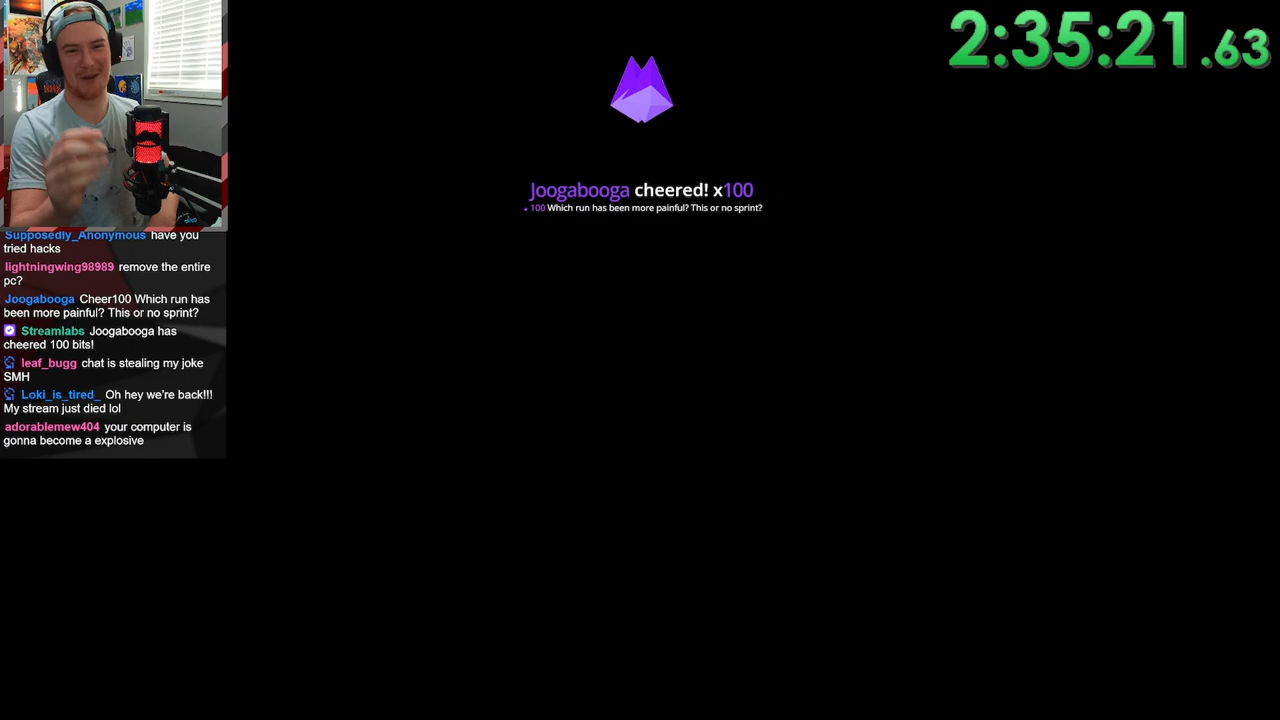 2:35:21.63
Joogabooga cheered! x100
100 Which run has been more painful? This or no sprint?
Supposedly_Anonymous have you
tried hacks
lightningwing98989 remove the entire
pc?
Joogabooga Cheer100 Which run has
been more painful? This or no sprint?
Streamlabs Joogabooga has
cheered 100 bits!
leaf_bugg chat is stealing my joke
SMH
Loki_is_tired_ Oh hey we're back!!!
My stream just died lol
adorablemew404 your computer is
gonna become a explosive